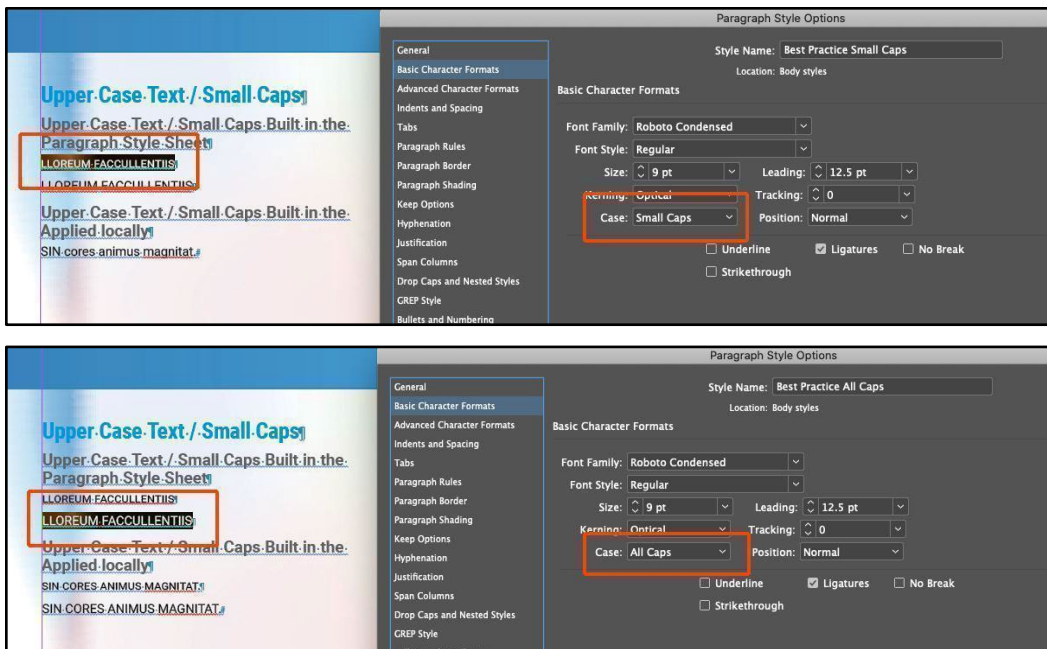 Paragraph Style Options
General
Basic Character Formats
Advanced Character Formats
Indents and Spacing
Tabs
Paragraph Rules
Paragraph Border
Paragraph Shading
Keep Options
Hyphenation
Justification
Span Columns
Drop Caps and Nested Styles
GREP Style
Bullets and Numbering
Style Name: Best Practice Small Caps
Location: Body styles
Basic Character Formats
Font Family: Roboto Condensed
Font Style: Regular
Size: 9 pt Leading: 12.5 pt
Kerning: Optical Tracking: 0
Case: Small Caps Position: Normal
Underline Ligatures No Break
Strikethrough
Upper·Case·Text·/·Small·Caps¶
Upper·Case·Text·/·Small·Caps·Built·in·the·
Paragraph·Style·Sheet¶
LLOREUM·FACCULLENTIIS¶
LLOREUM·FACCULLENTIIS¶
Upper·Case·Text·/·Small·Caps·Built·in·the·
Applied·locally¶
SIN·cores·animus·magnitat.#
Paragraph Style Options
General
Basic Character Formats
Advanced Character Formats
Indents and Spacing
Tabs
Paragraph Rules
Paragraph Border
Paragraph Shading
Keep Options
Hyphenation
Justification
Span Columns
Drop Caps and Nested Styles
GREP Style
Style Name: Best Practice All Caps
Location: Body styles
Basic Character Formats
Font Family: Roboto Condensed
Font Style: Regular
Size: 9 pt Leading: 12.5 pt
Kerning: Optical Tracking: 0
Case: All Caps Position: Normal
Underline Ligatures No Break
Strikethrough
Upper·Case·Text·/·Small·Caps¶
Upper·Case·Text·/·Small·Caps·Built·in·the·
Paragraph·Style·Sheet¶
LLOREUM·FACCULLENTIIS¶
LLOREUM·FACCULLENTIIS¶
Upper·Case·Text·/·Small·Caps·Built·in·the·
Applied·locally¶
SIN·CORES·ANIMUS·MAGNITAT.¶
SIN·CORES·ANIMUS·MAGNITAT.#